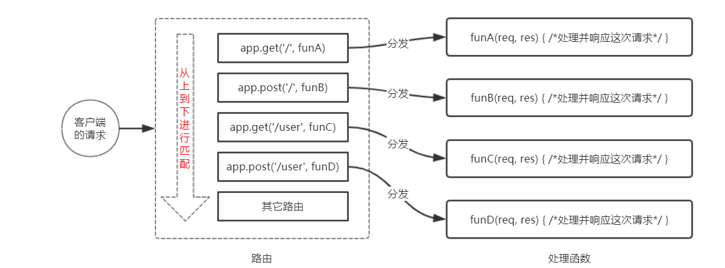 客户端
的请求
从上到下进行匹配
app.get('/', funA)
app.post('/', funB)
app.get('/user', funC)
app.post('/user', funD)
其它路由
分发
分发
分发
分发
funA(req, res) { /*处理并响应这次请求*/ }
funB(req, res) { /*处理并响应这次请求*/ }
funC(req, res) { /*处理并响应这次请求*/ }
funD(req, res) { /*处理并响应这次请求*/ }
路由
处理函数